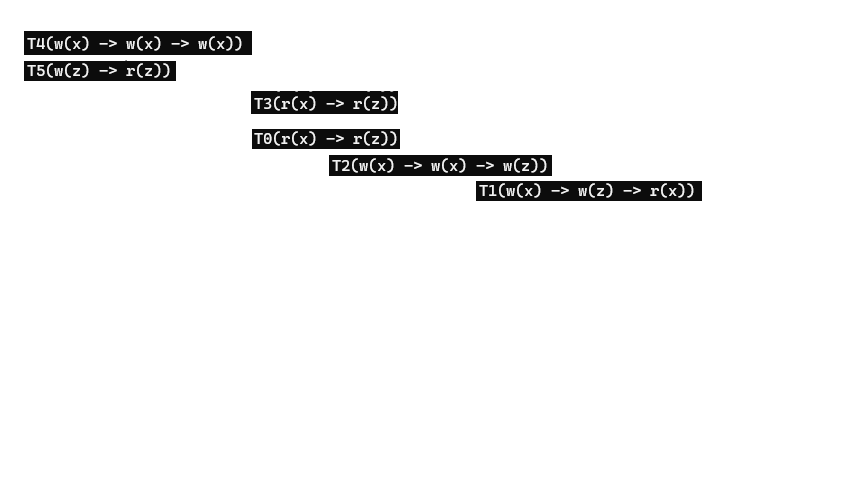 T4(w(x) -> w(x) -> w(x))
T5(w(z) -> r(z))
T3(r(x) -> r(z))
T0(r(x) -> r(z))
T2(w(x) -> w(x) -> w(z))
T1(w(x) -> w(z) -> r(x))